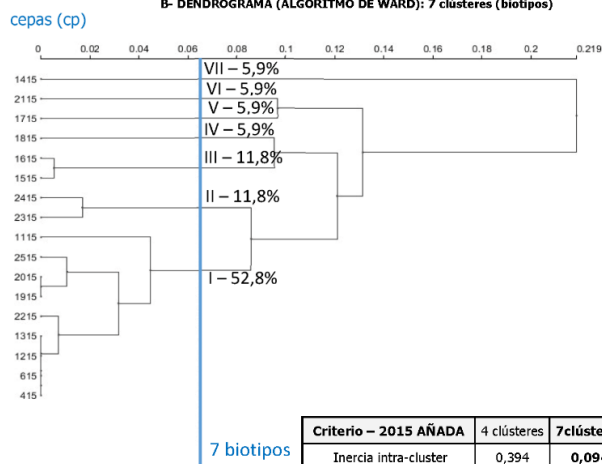 B- DENDROGRAMA (ALGORITMO DE WARD): 7 clústeres (biotipos)
cepas (cp)
0 0.02 0.04 0.06 0.08 0.1 0.12 0.14 0.16 0.18 0.2 0.219
1415
VII – 5,9%
2115
VI – 5,9%
1715
V – 5,9%
1815
IV – 5,9%
1615
III – 11,8%
1515
2415
II – 11,8%
2315
1115
2515
2015
I – 52,8%
1915
2215
1315
1215
615
415
7 biotipos
Criterio – 2015 AÑADA 4 clústeres 7clúste
Inercia intra-cluster 0,394 0,09